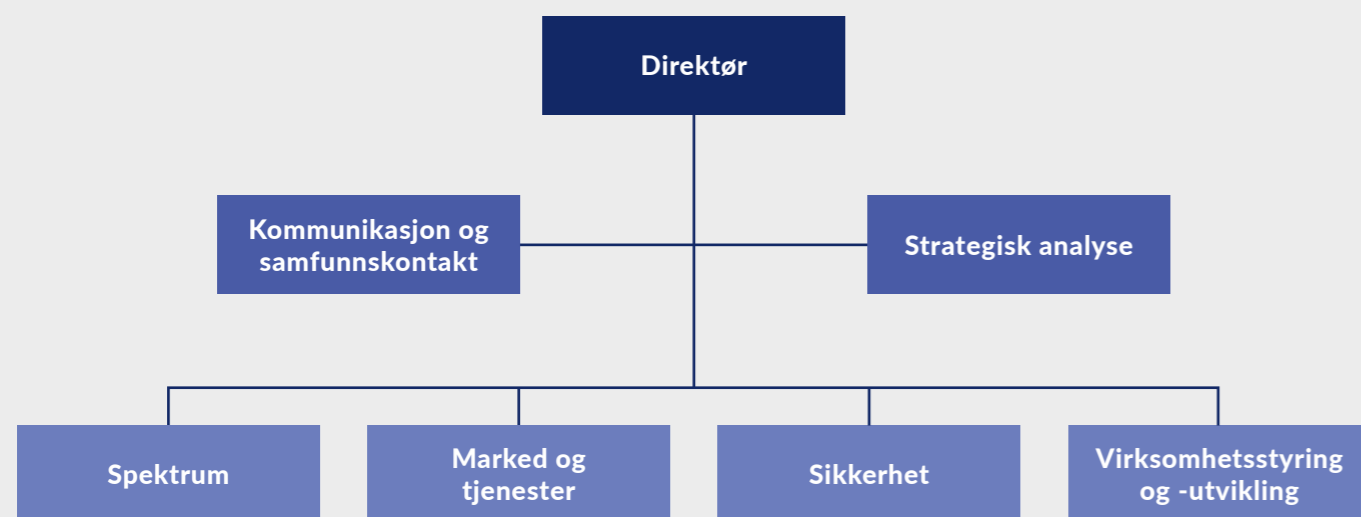 Direktør
Kommunikasjon og
samfunnskontakt
Strategisk analyse
Spektrum
Marked og
tjenester
Sikkerhet
Virksomhetsstyring
og -utvikling